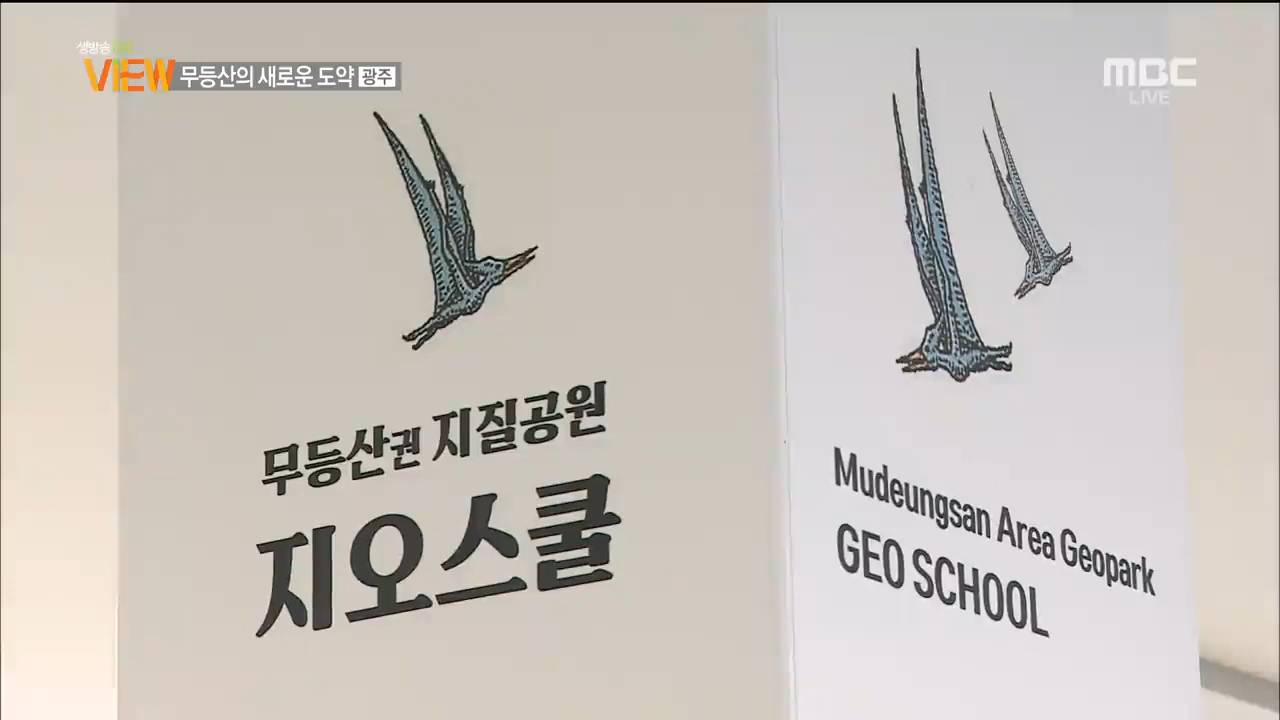 생방송
VIEW 무등산의 새로운 도약 광주
MBC
LIVE
무등산권 지질공원
지오스쿨
Mudeungsan Area Geopark
GEO SCHOOL